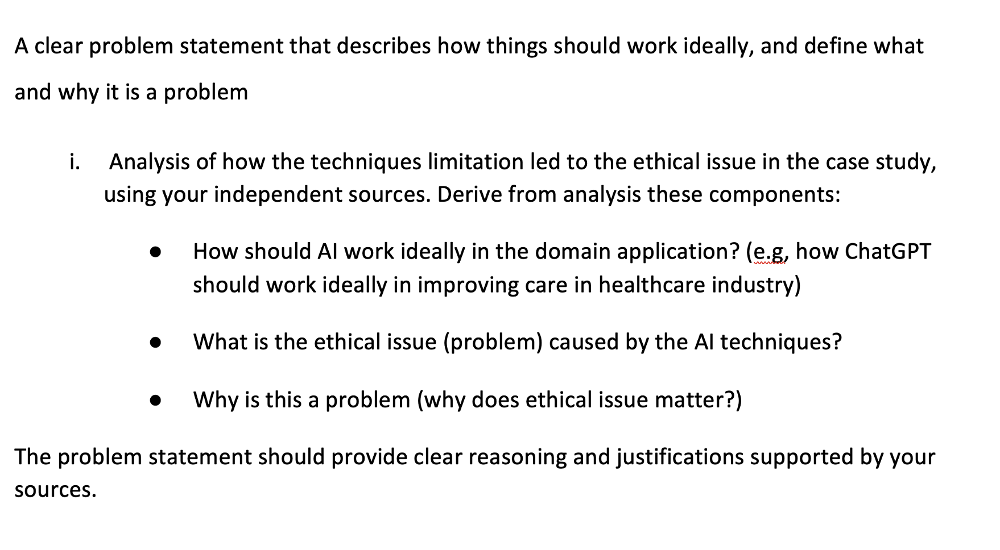 A clear problem statement that describes how things should work ideally, and define what
and why it is a problem
i. Analysis of how the techniques limitation led to the ethical issue in the case study,
using your independent sources. Derive from analysis these components:
● How should AI work ideally in the domain application? (e.g, how ChatGPT
should work ideally in improving care in healthcare industry)
● What is the ethical issue (problem) caused by the AI techniques?
● Why is this a problem (why does ethical issue matter?)
The problem statement should provide clear reasoning and justifications supported by your
sources.